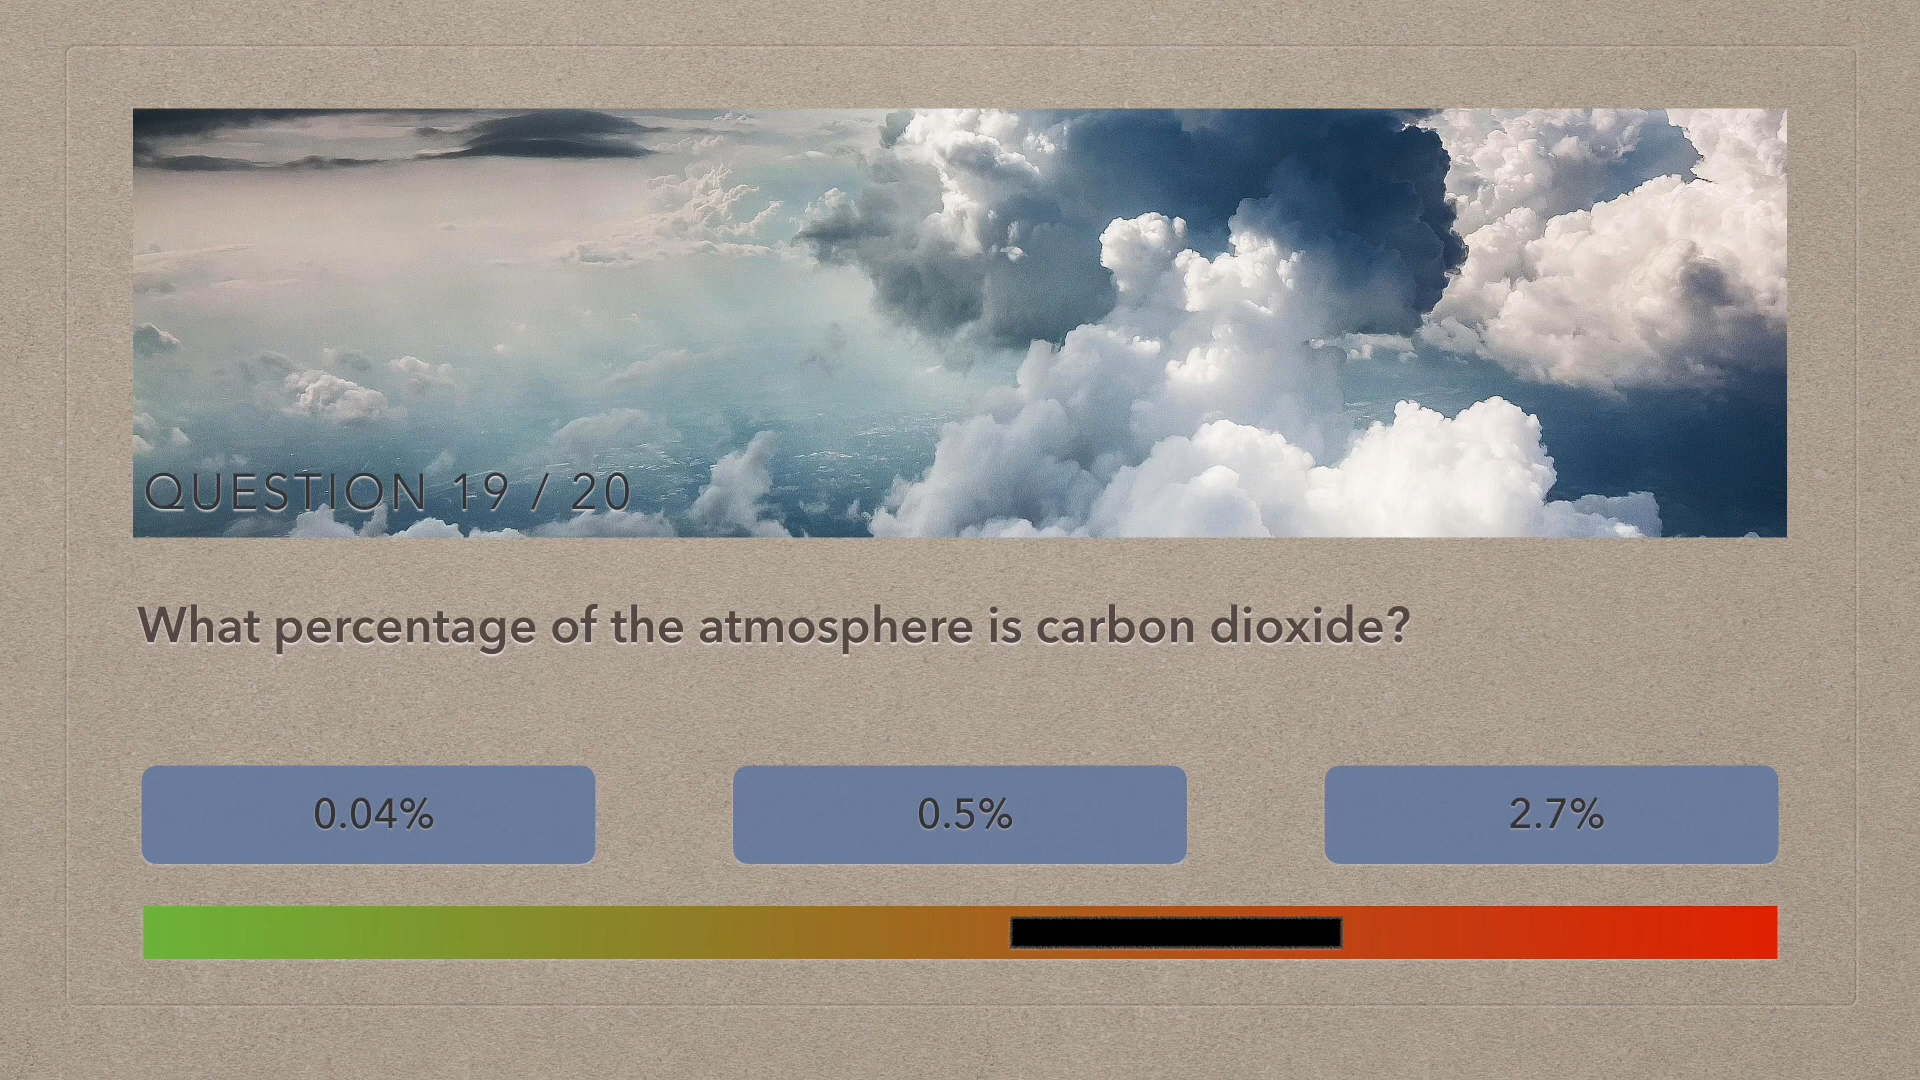 QUESTION 19 / 20
What percentage of the atmosphere is carbon dioxide?
0.04%
0.5%
2.7%